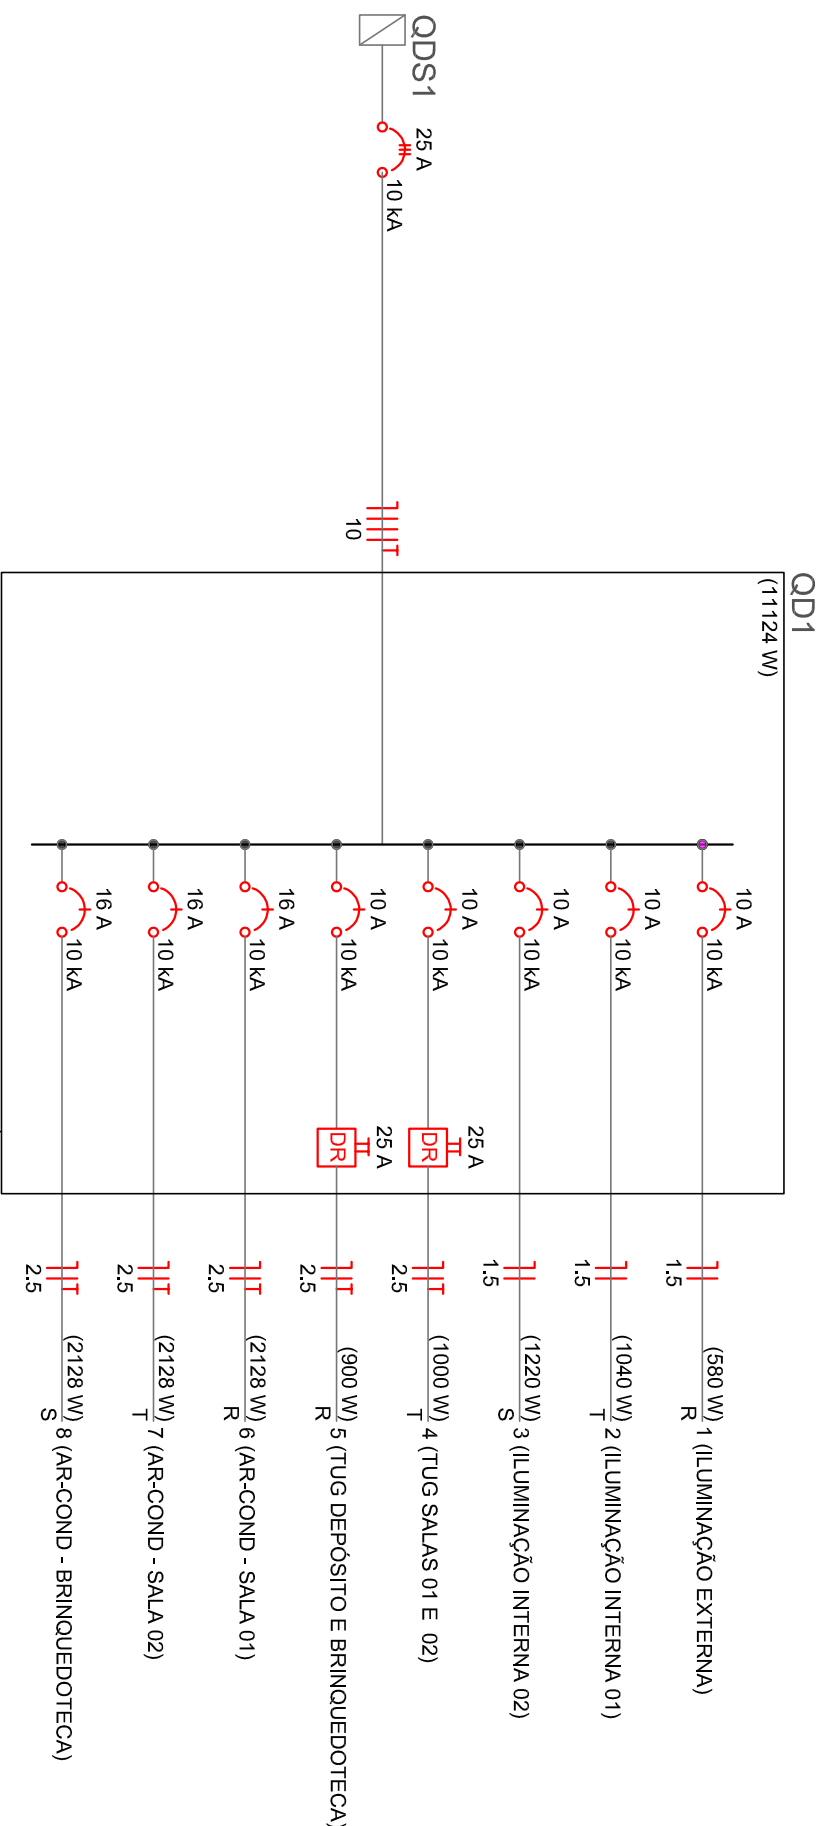 QDS1
25 A
10 kA
10
QD1
(11124 W)
10 A
10 kA
1.5
(580 W)
R
1 (ILUMINAÇÃO EXTERNA)
10 A
10 kA
1.5
(1040 W)
T
2 (ILUMINAÇÃO INTERNA 01)
10 A
10 kA
1.5
(1220 W)
S
3 (ILUMINAÇÃO INTERNA 02)
10 A
10 kA
DR
25 A
2.5
(1000 W)
T
4 (TUG SALAS 01 E 02)
10 A
10 kA
DR
25 A
2.5
(900 W)
R
5 (TUG DEPÓSITO E BRINQUEDOTECA)
16 A
10 kA
2.5
(2128 W)
R
6 (AR-COND - SALA 01)
16 A
10 kA
2.5
(2128 W)
T
7 (AR-COND - SALA 02)
16 A
10 kA
2.5
(2128 W)
S
8 (AR-COND - BRINQUEDOTECA)